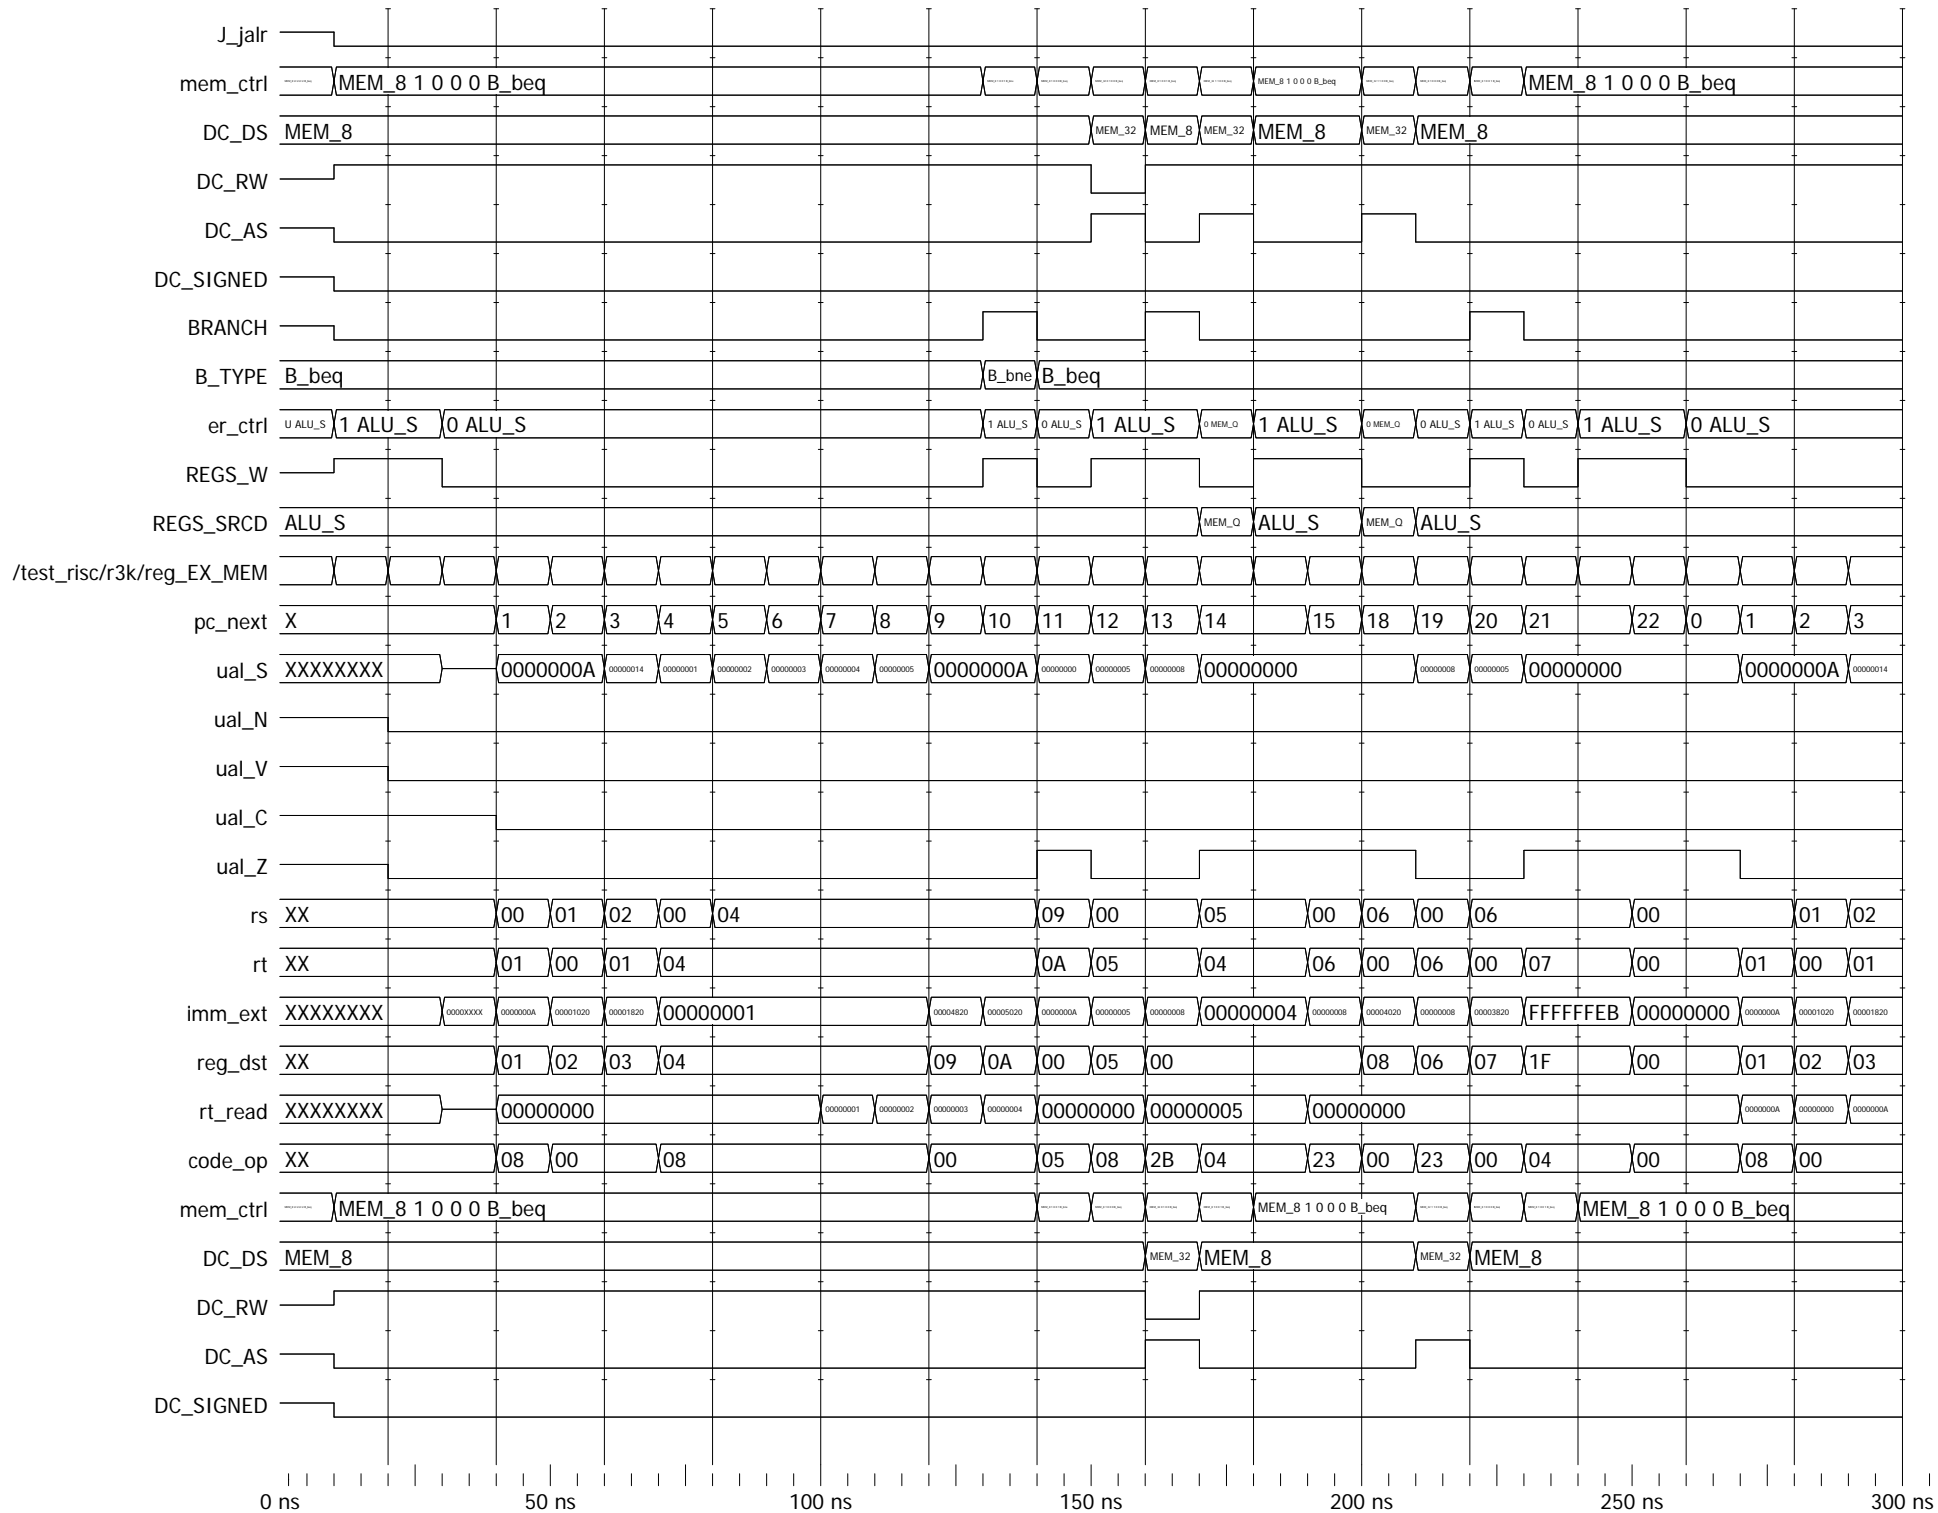 J_jalr
mem_ctrl MEM_8 1 0 0 0 B_beq MEM_8 1 0 0 0 B_beq MEM_8 1 0 0 0 B_beq
DC_DS MEM_8 MEM_32 MEM_8 MEM_32 MEM_8 MEM_32 MEM_8
DC_RW
DC_AS
DC_SIGNED
BRANCH
B_TYPE B_beq B_bne B_beq
er_ctrl U ALU_S 1 ALU_S 0 ALU_S 1 ALU_S 0 ALU_S 1 ALU_S 0 MEM_Q 1 ALU_S 0 MEM_Q 0 ALU_S 1 ALU_S 0 ALU_S 1 ALU_S 0 ALU_S
REGS_W
REGS_SRCD ALU_S MEM_Q ALU_S MEM_Q ALU_S
/test_risc/r3k/reg_EX_MEM
pc_next X 1 2 3 4 5 6 7 8 9 10 11 12 13 14 15 18 19 20 21 22 0 1 2 3
ual_S XXXXXXXX 0000000A 00000014 00000001 00000002 00000003 00000004 00000005 0000000A 00000000 00000005 00000008 00000000 00000008 00000005 00000000 0000000A 00000014
ual_N
ual_V
ual_C
ual_Z
rs XX 00 01 02 00 04 09 00 05 00 06 00 06 00 01 02
rt XX 01 00 01 04 0A 05 04 06 00 06 00 07 00 01 00 01
imm_ext XXXXXXXX 0000XXXX 0000000A 00001020 00001820 00000001 00004820 00005020 0000000A 00000005 00000008 00000004 00000008 00004020 00000008 00003820 FFFFFFEB 00000000 0000000A 00001020 00001820
reg_dst XX 01 02 03 04 09 0A 00 05 00 08 06 07 1F 00 01 02 03
rt_read XXXXXXXX 00000000 00000001 00000002 00000003 00000004 00000000 00000005 00000000 0000000A 00000000 0000000A
code_op XX 08 00 08 00 05 08 2B 04 23 00 23 00 04 00 08 00
mem_ctrl MEM_8 1 0 0 0 B_beq MEM_8 1 0 0 0 B_beq MEM_8 1 0 0 0 B_beq
DC_DS MEM_8 MEM_32 MEM_8 MEM_32 MEM_8
DC_RW
DC_AS
DC_SIGNED
0 ns 50 ns 100 ns 150 ns 200 ns 250 ns 300 ns